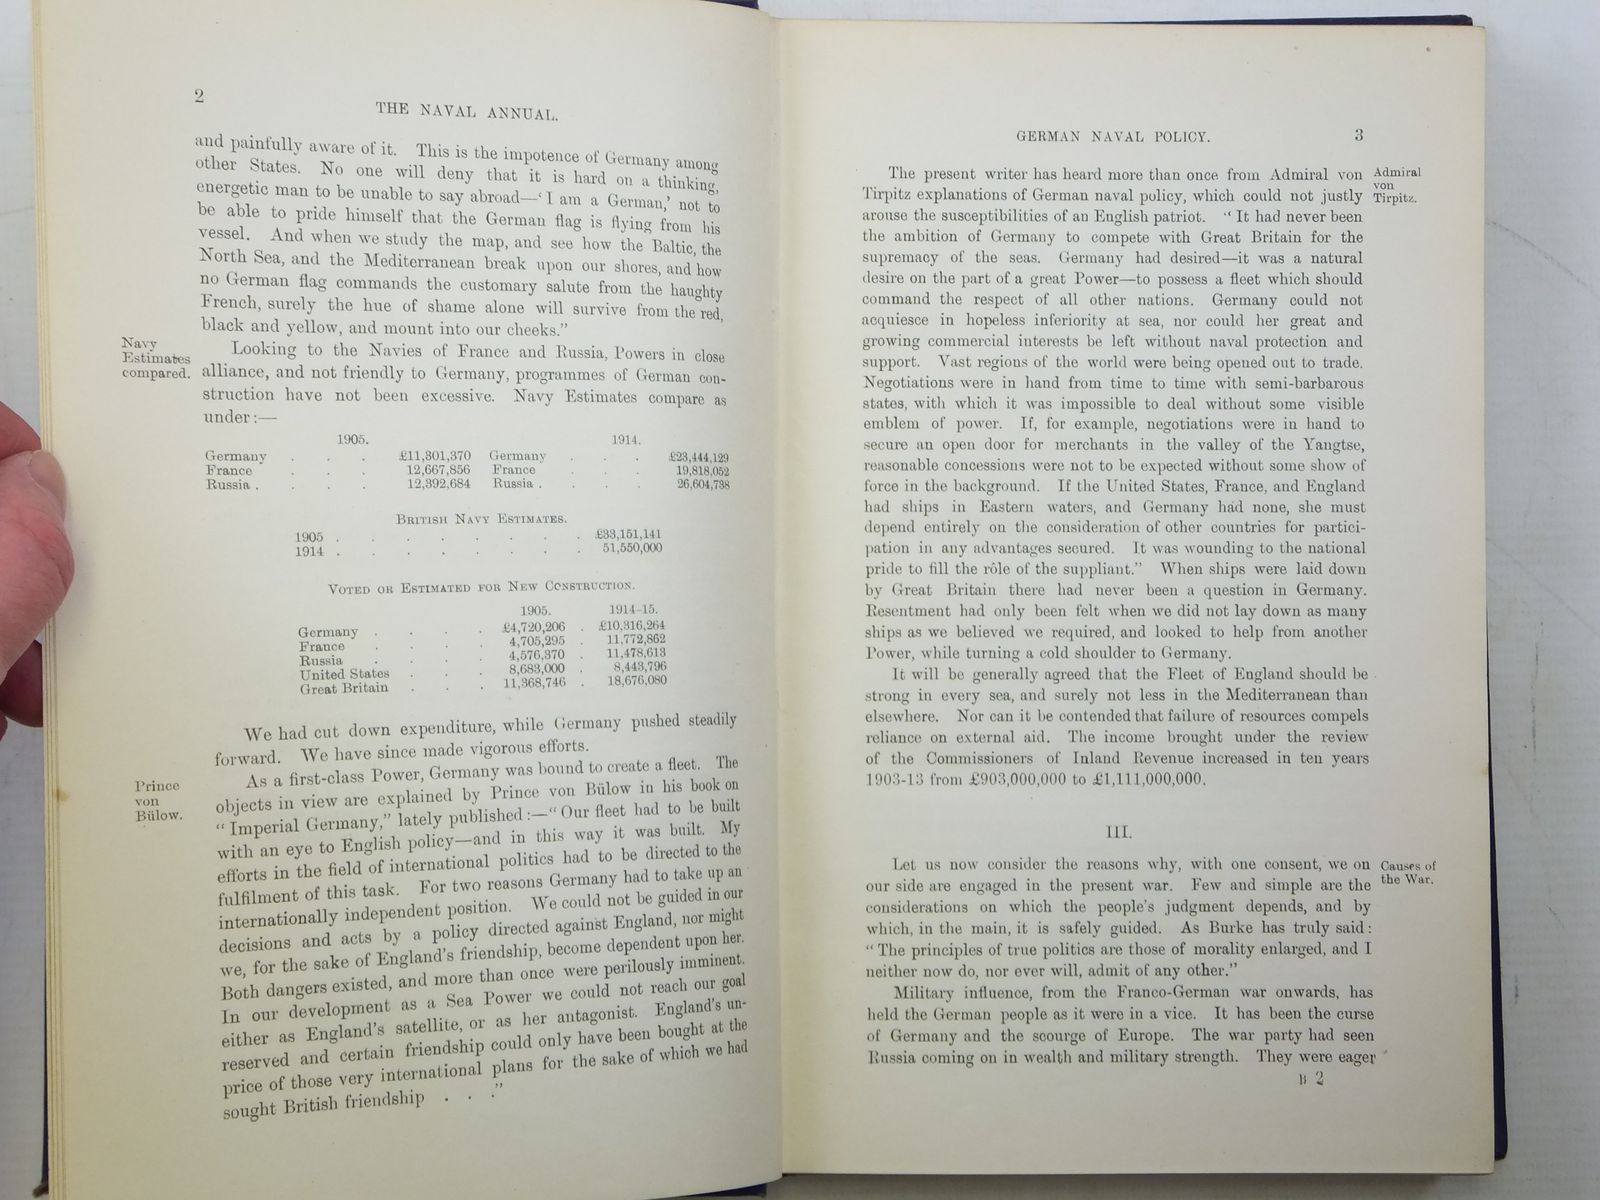 2
THE NAVAL ANNUAL.
and painfully aware of it. This is the impotence of Germany among
other States. No one will deny that it is hard on a thinking,
energetic man to be unable to say abroad—‘I am a German,’ not to
be able to pride himself that the German flag is flying from his
vessel. And when we study the map, and see how the Baltic, the
North Sea, and the Mediterranean break upon our shores, and how
no German flag commands the customary salute from the haughty
French, surely the hue of shame alone will survive from the red,
black and yellow, and mount into our cheeks.”
Navy
Estimates
compared.
Looking to the Navies of France and Russia, Powers in close
alliance, and not friendly to Germany, programmes of German con-
struction have not been excessive. Navy Estimates compare as
under:—
1905. 1914.
Germany . . . £11,301,370 Germany . . . £23,444,129
France . . . 12,667,856 France . . . 19,818,052
Russia . . . . 12,392,684 Russia . . . . 26,604,738
BRITISH NAVY ESTIMATES.
1905 . . . . . . . . £33,151,141
1914 . . . . . . . . 51,550,000
VOTED OR ESTIMATED FOR NEW CONSTRUCTION.
1905. 1914-15.
Germany . . . . £4,720,206 . £10,316,264
France . . . . 4,705,295 . 11,772,862
Russia . . . . 4,576,370 . 11,478,613
United States . . . 8,683,000 . 8,443,796
Great Britain . . . 11,368,746 . 18,676,080
We had cut down expenditure, while Germany pushed steadily
forward. We have since made vigorous efforts.
Prince
von
Bülow.
As a first-class Power, Germany was bound to create a fleet. The
objects in view are explained by Prince von Bülow in his book on
“Imperial Germany,” lately published:—“Our fleet had to be built
with an eye to English policy—and in this way it was built. My
efforts in the field of international politics had to be directed to the
fulfilment of this task. For two reasons Germany had to take up an
internationally independent position. We could not be guided in our
decisions and acts by a policy directed against England, nor might
we, for the sake of England’s friendship, become dependent upon her.
Both dangers existed, and more than once were perilously imminent.
In our development as a Sea Power we could not reach our goal
either as England’s satellite, or as her antagonist. England’s un-
reserved and certain friendship could only have been bought at the
price of those very international plans for the sake of which we had
sought British friendship . . .”
GERMAN NAVAL POLICY. 3
Admiral
von
Tirpitz.
The present writer has heard more than once from Admiral von
Tirpitz explanations of German naval policy, which could not justly
arouse the susceptibilities of an English patriot. “It had never been
the ambition of Germany to compete with Great Britain for the
supremacy of the seas. Germany had desired—it was a natural
desire on the part of a great Power—to possess a fleet which should
command the respect of all other nations. Germany could not
acquiesce in hopeless inferiority at sea, nor could her great and
growing commercial interests be left without naval protection and
support. Vast regions of the world were being opened out to trade.
Negotiations were in hand from time to time with semi-barbarous
states, with which it was impossible to deal without some visible
emblem of power. If, for example, negotiations were in hand to
secure an open door for merchants in the valley of the Yangtse,
reasonable concessions were not to be expected without some show of
force in the background. If the United States, France, and England
had ships in Eastern waters, and Germany had none, she must
depend entirely on the consideration of other countries for partici-
pation in any advantages secured. It was wounding to the national
pride to fill the rôle of the suppliant.” When ships were laid down
by Great Britain there had never been a question in Germany.
Resentment had only been felt when we did not lay down as many
ships as we believed we required, and looked to help from another
Power, while turning a cold shoulder to Germany.
It will be generally agreed that the Fleet of England should be
strong in every sea, and surely not less in the Mediterranean than
elsewhere. Nor can it be contended that failure of resources compels
reliance on external aid. The income brought under the review
of the Commissioners of Inland Revenue increased in ten years
1903-13 from £903,000,000 to £1,111,000,000.
III.
Causes of
the War.
Let us now consider the reasons why, with one consent, we on
our side are engaged in the present war. Few and simple are the
considerations on which the people’s judgment depends, and by
which, in the main, it is safely guided. As Burke has truly said:
“The principles of true politics are those of morality enlarged, and I
neither now do, nor ever will, admit of any other.”
Military influence, from the Franco-German war onwards, has
held the German people as it were in a vice. It has been the curse
of Germany and the scourge of Europe. The war party had seen
Russia coming on in wealth and military strength. They were eager
B 2